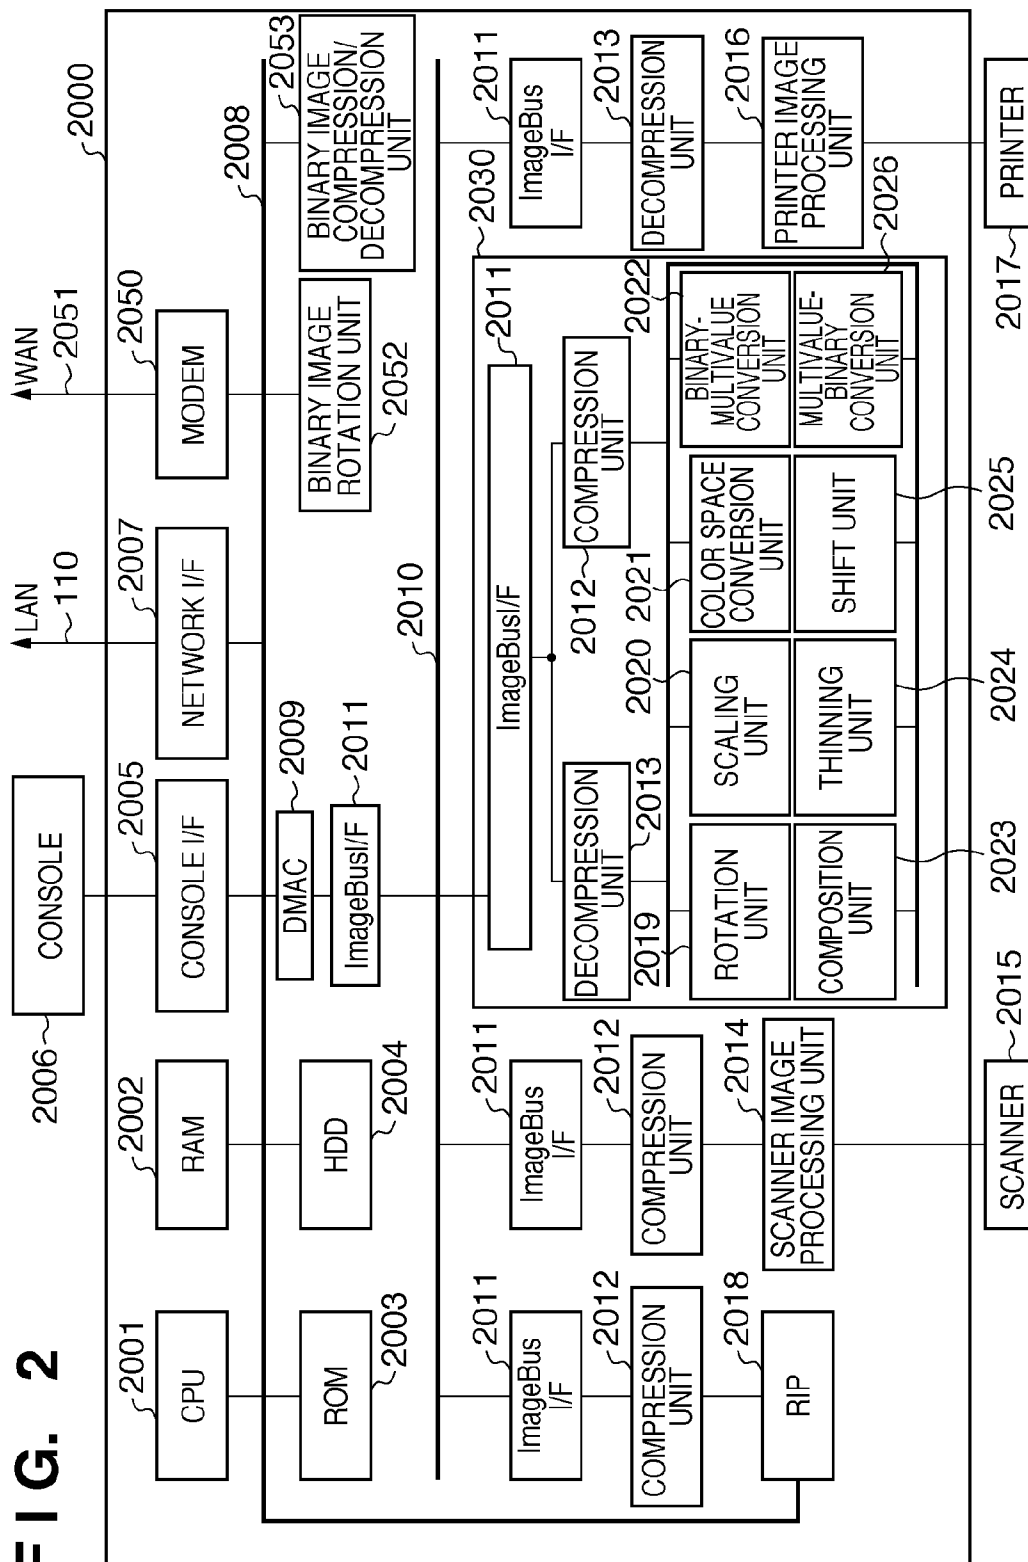 FIG. 2
2000
CONSOLE
2006
LAN
110
WAN
2051
2001
CPU
2002
RAM
2005
CONSOLE I/F
2007
NETWORK I/F
2050
MODEM
2008
ROM
2003
HDD
2004
DMAC
2009
ImageBusI/F
2011
BINARY IMAGE
ROTATION UNIT
2052
BINARY IMAGE
COMPRESSION/
DECOMPRESSION
UNIT
2053
2010
ImageBus
I/F
2011
COMPRESSION
UNIT
2012
RIP
2018
ImageBus
I/F
2011
COMPRESSION
UNIT
2012
SCANNER IMAGE
PROCESSING UNIT
2014
SCANNER
2015
2030
ImageBusI/F
2011
DECOMPRESSION
UNIT
2013
COMPRESSION
UNIT
2012
2019
ROTATION
UNIT
2020
SCALING
UNIT
2021
COLOR SPACE
CONVERSION
UNIT
2022
BINARY-
MULTIVALUE
CONVERSION
UNIT
COMPOSITION
UNIT
2023
THINNING
UNIT
2024
SHIFT UNIT
2025
MULTIVALUE-
BINARY
CONVERSION
UNIT
2026
ImageBus
I/F
2011
DECOMPRESSION
UNIT
2013
PRINTER IMAGE
PROCESSING
UNIT
2016
PRINTER
2017